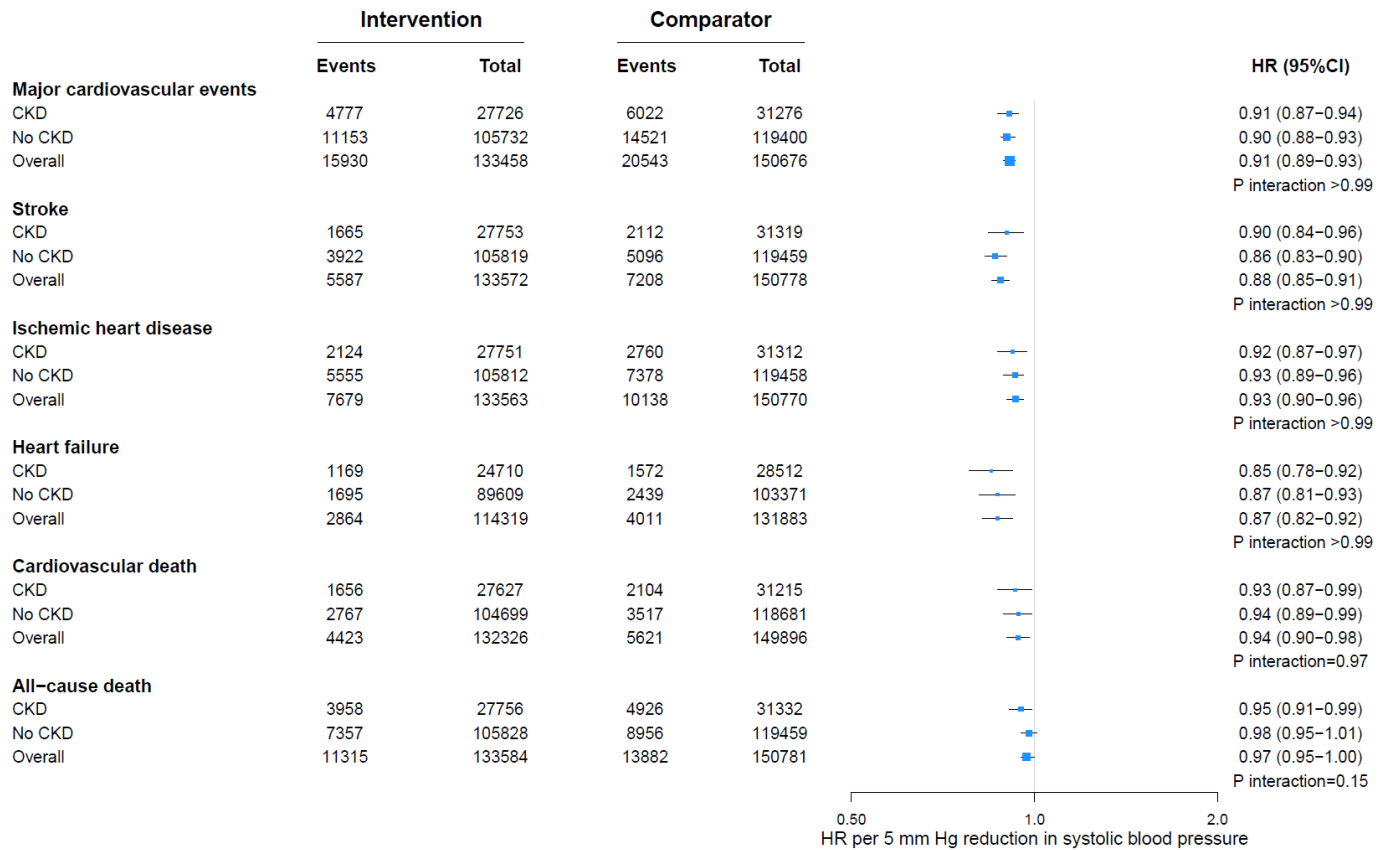 Intervention Comparator
Events Total Events Total HR (95%CI)
Major cardiovascular events
CKD 4777 27726 6022 31276 0.91 (0.87−0.94)
No CKD 11153 105732 14521 119400 0.90 (0.88−0.93)
Overall 15930 133458 20543 150676 0.91 (0.89−0.93)
P interaction >0.99
Stroke
CKD 1665 27753 2112 31319 0.90 (0.84−0.96)
No CKD 3922 105819 5096 119459 0.86 (0.83−0.90)
Overall 5587 133572 7208 150778 0.88 (0.85−0.91)
P interaction >0.99
Ischemic heart disease
CKD 2124 27751 2760 31312 0.92 (0.87−0.97)
No CKD 5555 105812 7378 119458 0.93 (0.89−0.96)
Overall 7679 133563 10138 150770 0.93 (0.90−0.96)
P interaction >0.99
Heart failure
CKD 1169 24710 1572 28512 0.85 (0.78−0.92)
No CKD 1695 89609 2439 103371 0.87 (0.81−0.93)
Overall 2864 114319 4011 131883 0.87 (0.82−0.92)
P interaction >0.99
Cardiovascular death
CKD 1656 27627 2104 31215 0.93 (0.87−0.99)
No CKD 2767 104699 3517 118681 0.94 (0.89−0.99)
Overall 4423 132326 5621 149896 0.94 (0.90−0.98)
P interaction=0.97
All−cause death
CKD 3958 27756 4926 31332 0.95 (0.91−0.99)
No CKD 7357 105828 8956 119459 0.98 (0.95−1.01)
Overall 11315 133584 13882 150781 0.97 (0.95−1.00)
P interaction=0.15
0.50 1.0 2.0
HR per 5 mm Hg reduction in systolic blood pressure